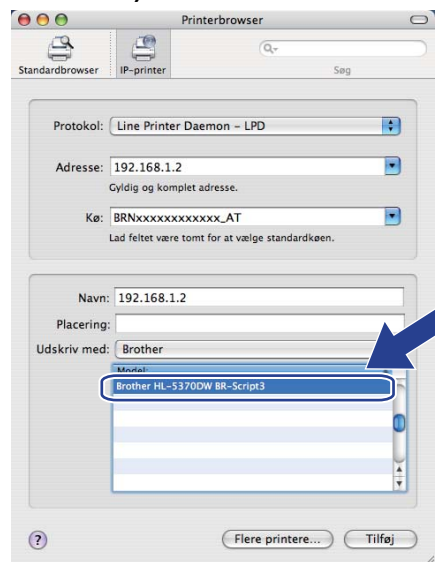 Printerbrowser
Standardbrowser IP-printer Søg
Protokol: Line Printer Daemon – LPD
Adresse: 192.168.1.2
Gyldig og komplet adresse.
Kø: BRNxxxxxxxxxxxx_AT
Lad feltet være tomt for at vælge standardkøen.
Navn: 192.168.1.2
Placering:
Udskriv med: Brother
Model:
Brother HL-5370DW BR-Script3
? Flere printere... Tilføj